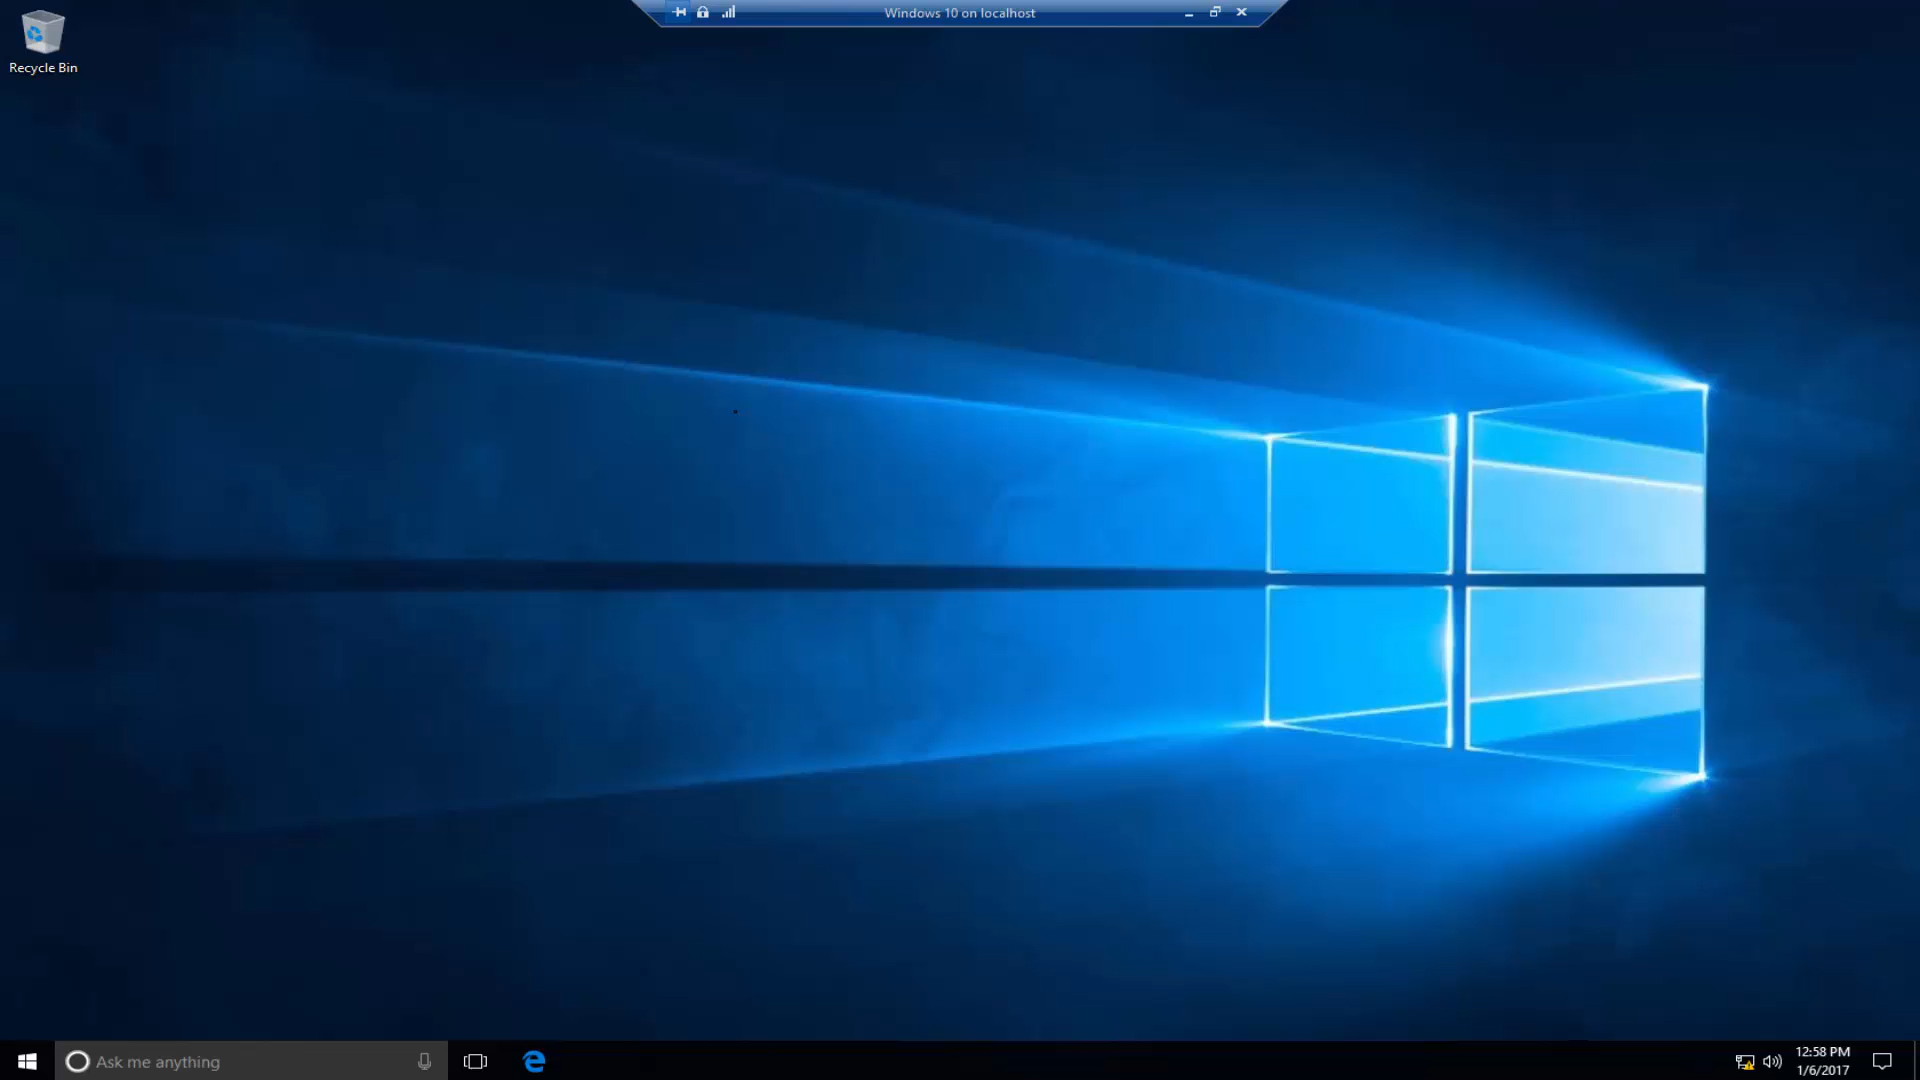 Windows 10 on localhost
Recycle Bin
Ask me anything
12:58 PM
1/6/2017